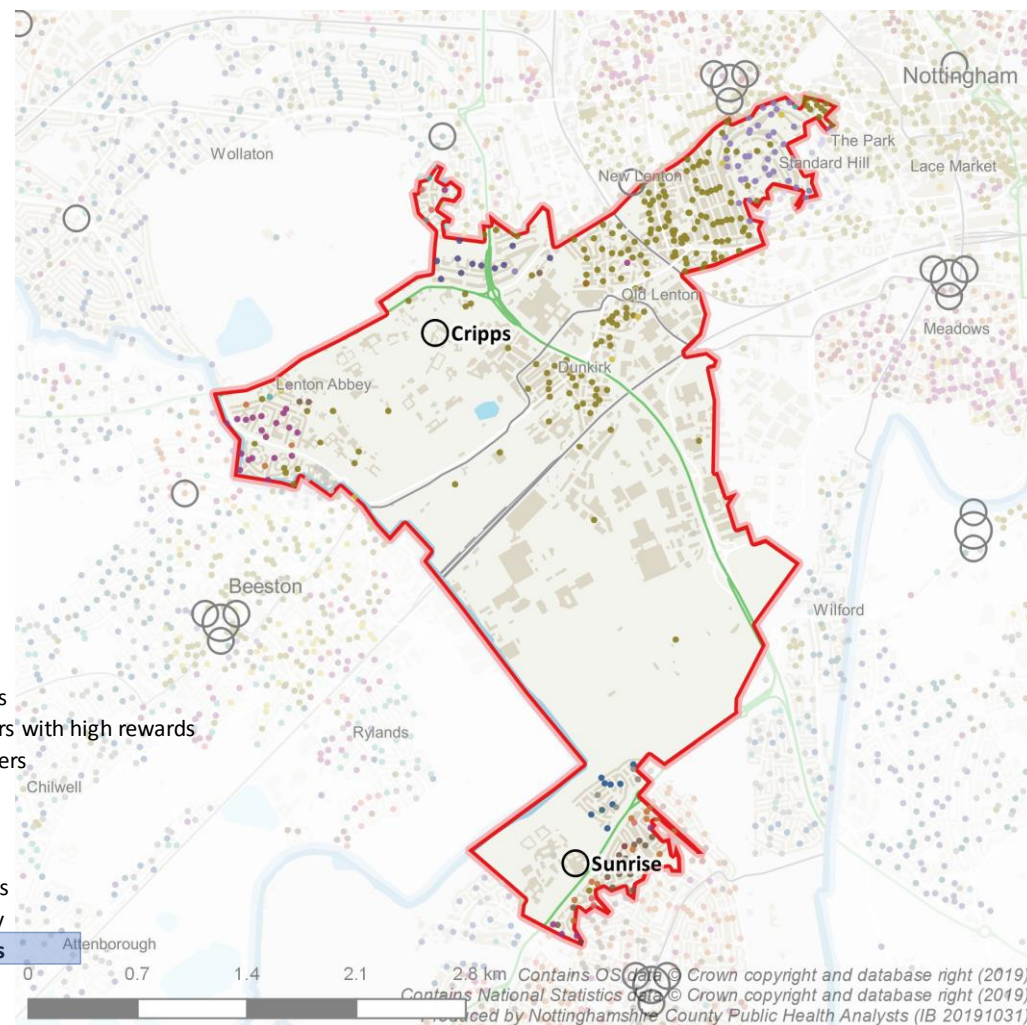 Nottingham
The Park
Wollaton
Standard Hill
Lace Market
New Lenton
Old Lenton
Meadows
Cripps
Dunkirk
Lenton Abbey
Beeston
Wilford
s
rs with high rewards
Rylands
ers
Chilwell
Sunrise
s
y
s
Attenborough
0 0.7 1.4 2.1 2.8 km
Contains OS data © Crown copyright and database right (2019)
Contains National Statistics data © Crown copyright and database right (2019)
Produced by Nottinghamshire County Public Health Analysts (IB 20191031)